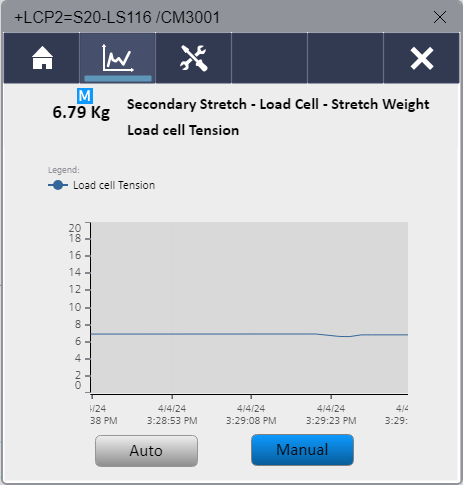 +LCP2=S20-LS116 /CM3001
M
6.79 Kg
Secondary Stretch - Load Cell - Stretch Weight
Load cell Tension
Legend:
Load cell Tension
20
18
16
14
12
10
8
6
4
2
0
/24 4/4/24 4/4/24 4/4/24 4/4
38 PM 3:28:53 PM 3:29:08 PM 3:29:23 PM 3:29:
Auto Manual